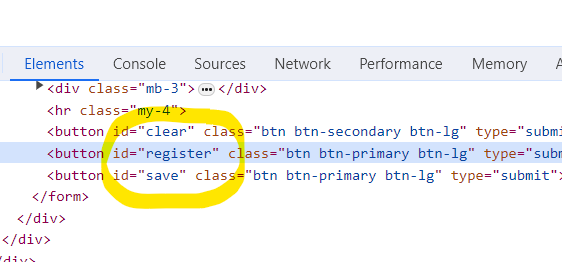 Elements Console Sources Network Performance Memory
<div class="mb-3"> ••• </div>
<hr class="my-4">
<button id="clear" class="btn btn-secondary btn-lg" type="submi
<button id="register" class="btn btn-primary btn-lg" type="subm
<button id="save" class="btn btn-primary btn-lg" type="submit">
</form>
</div>
</div>